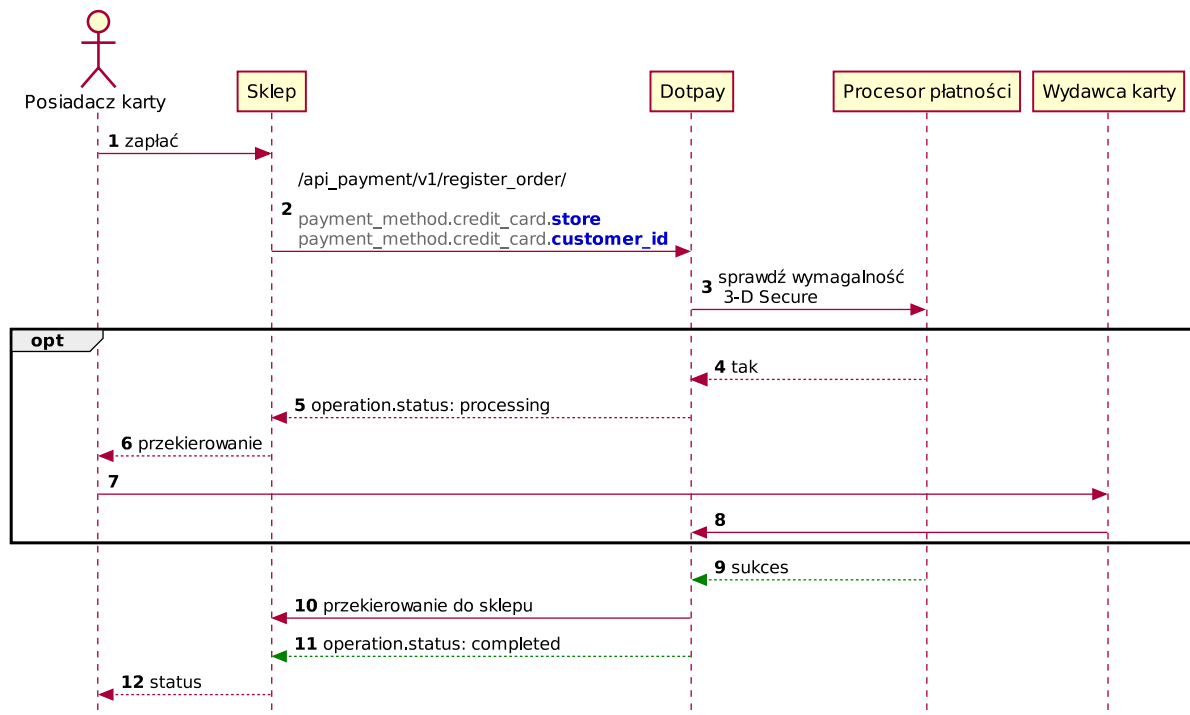 Posiadacz karty
Sklep
Dotpay
Procesor płatności
Wydawca karty
1 zapłać
/api_payment/v1/register_order/
2
payment_method.credit_card.store
payment_method.credit_card.customer_id
3 sprawdź wymagalność
3-D Secure
opt
4 tak
5 operation.status: processing
6 przekierowanie
7
8
9 sukces
10 przekierowanie do sklepu
11 operation.status: completed
12 status